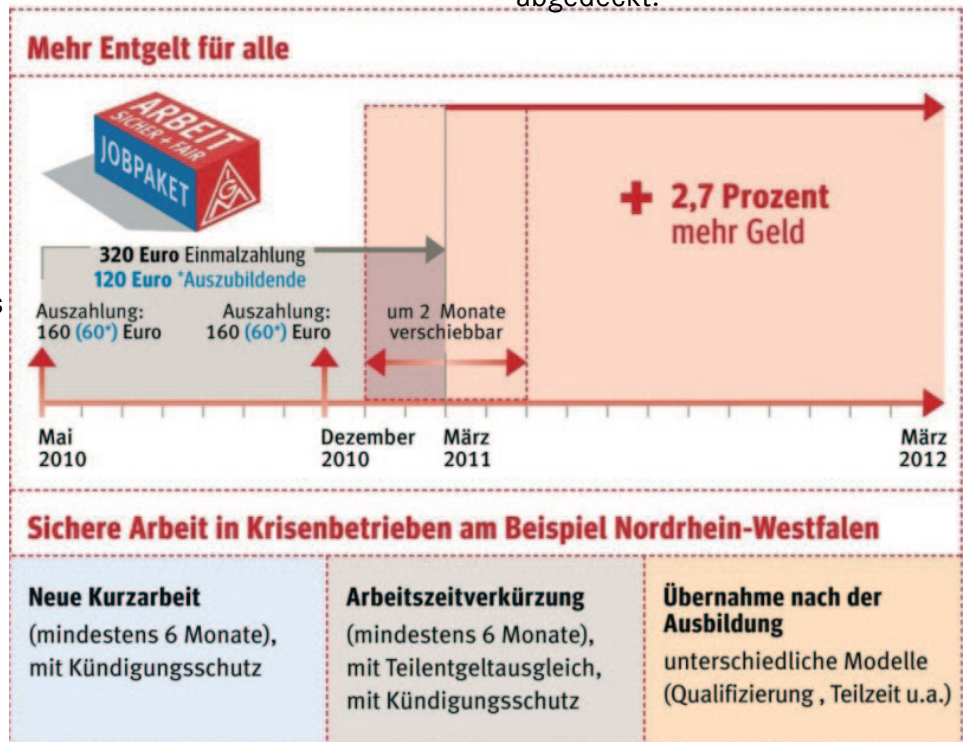 abgedeckt.
Mehr Entgelt für alle
ARBEIT
SICHER + FAIR
JOBPAKET
IGM
+ 2,7 Prozent
mehr Geld
320 Euro Einmalzahlung
120 Euro *Auszubildende
s
Auszahlung:
160 (60*) Euro
Auszahlung:
160 (60*) Euro
um 2 Monate
verschiebbar
Mai
2010
Dezember
2010
März
2011
März
2012
Sichere Arbeit in Krisenbetrieben am Beispiel Nordrhein-Westfalen
Neue Kurzarbeit
(mindestens 6 Monate),
mit Kündigungsschutz
Arbeitszeitverkürzung
(mindestens 6 Monate),
mit Teilentgeltausgleich,
mit Kündigungsschutz
Übernahme nach der
Ausbildung
unterschiedliche Modelle
(Qualifizierung , Teilzeit u.a.)